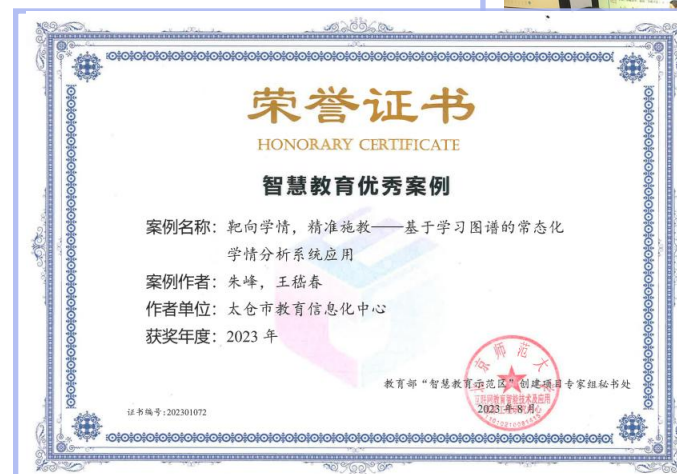 荣誉证书
HONORARY CERTIFICATE
智慧教育优秀案例
案例名称：靶向学情，精准施教——基于学习图谱的常态化
学情分析系统应用
案例作者：朱峰，王嵇春
作者单位：太仓市教育信息化中心
获奖年度：2023 年
教育部“智慧教育示范区”创建项目专家组秘书处
2023 年 8 月
证书编号：202301072